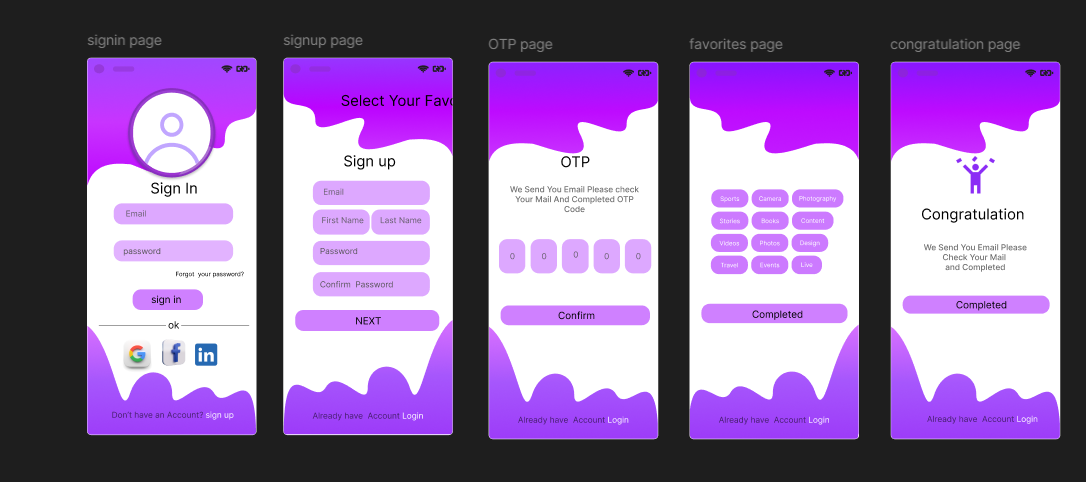 signin page
Sign In
Email
password
Forgot your password?
sign in
ok
G
f
in
Don't have an Account? sign up
signup page
Select Your Favo
Sign up
Email
First Name
Last Name
Password
Confirm Password
NEXT
Already have Account Login
OTP page
OTP
We Send You Email Please check
Your Mail And Completed OTP
Code
0 0 0 0 0
Confirm
Already have Account Login
favorites page
Sports Camera Photography
Stories Books Content
Videos Photos Design
Travel Events Live
Completed
Already have Account Login
congratulation page
Congratulation
We Send You Email Please
Check Your Mail
and Completed
Completed
Already have Account Login